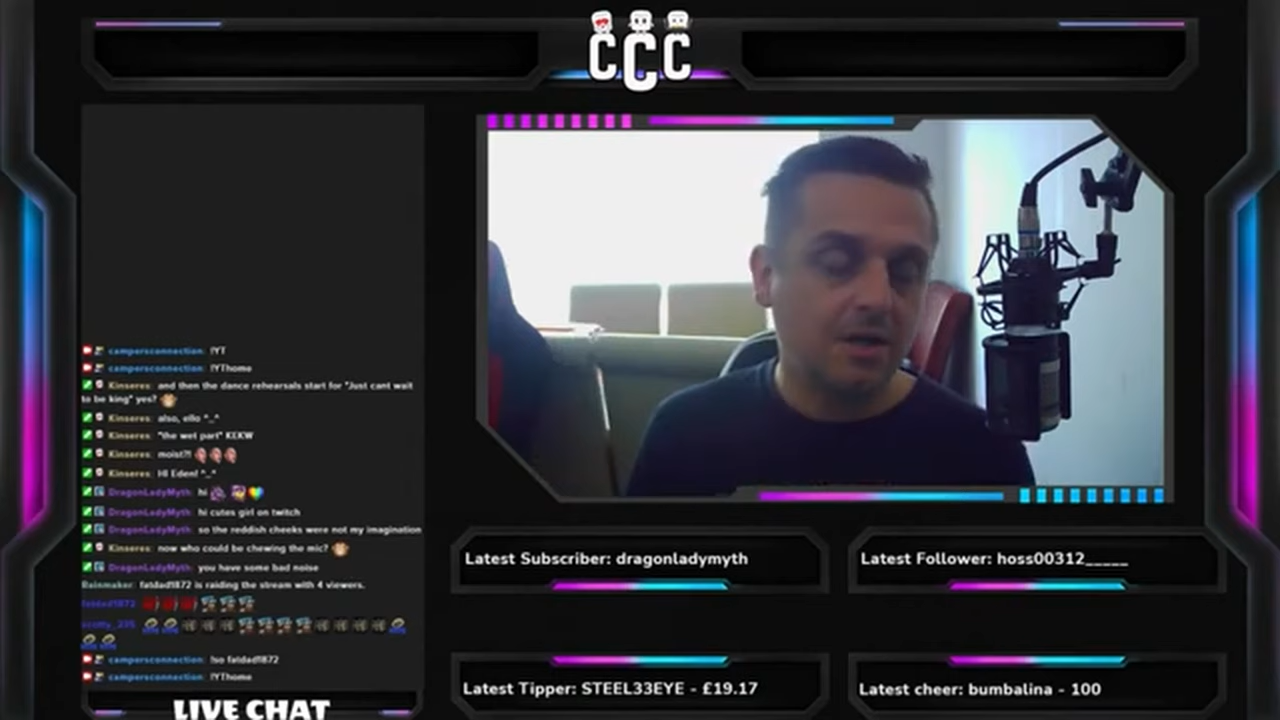 CCC
campersconnection: !YT
campersconnection: !YThome
Kinseres: and then the dance rehearsals start for "Just cant wait
to be king" yes?
Kinseres: also, ello ^_^
Kinseres: "the wet part" KEKW
Kinseres: moist?!
Kinseres: HI Eden! ^_^
DragonLadyMyth: hi
DragonLadyMyth: hi cutes girl on twitch
DragonLadyMyth: so the reddish cheeks were not my imagination
Kinseres: now who could be chewing the mic?
DragonLadyMyth: you have some bad noise
Rainmaker: fatdad1872 is raiding the stream with 4 viewers.
fatdad1872
scotty_235
campersconnection: !so fatdad1872
campersconnection: !YThome
LIVE CHAT
Latest Subscriber: dragonladymyth
Latest Follower: hoss00312_____
Latest Tipper: STEEL33EYE - £19.17
Latest cheer: bumbalina - 100